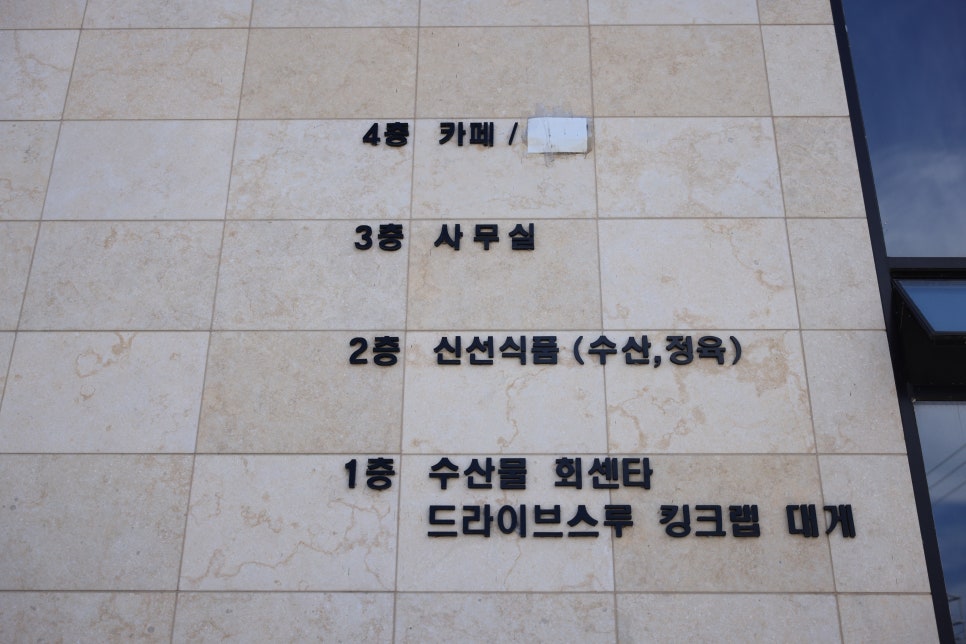 4층 카페 /
3층 사무실
2층 신선식품 (수산,정육)
1층 수산물 회센타
드라이브스루 킹크랩 대게